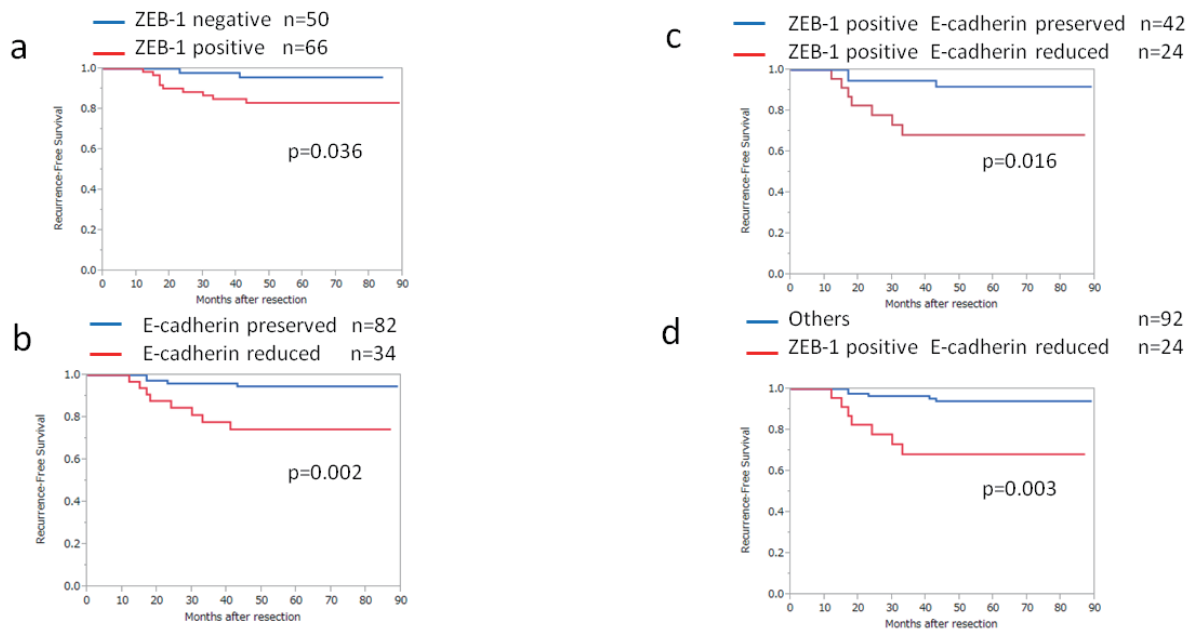 a
ZEB-1 negative n=50
ZEB-1 positive n=66
1.0
0.8
0.6
0.4
0.2
0.0
Recurrence-Free Survival
p=0.036
0 10 20 30 40 50 60 70 80 90
Months after resection
b
E-cadherin preserved n=82
E-cadherin reduced n=34
1.0
0.8
0.6
0.4
0.2
0.0
Recurrence-Free Survival
p=0.002
0 10 20 30 40 50 60 70 80 90
Months after resection
c
ZEB-1 positive E-cadherin preserved n=42
ZEB-1 positive E-cadherin reduced n=24
1.0
0.8
0.6
0.4
0.2
0.0
Recurrence-Free Survival
p=0.016
0 10 20 30 40 50 60 70 80 90
Months after resection
d
Others n=92
ZEB-1 positive E-cadherin reduced n=24
1.0
0.8
0.6
0.4
0.2
0.0
Recurrence-Free Survival
p=0.003
0 10 20 30 40 50 60 70 80 90
Months after resection